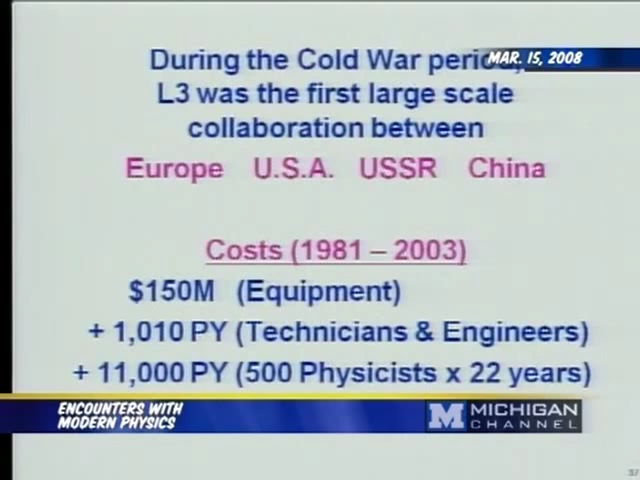 During the Cold War period,
MAR. 15, 2008
L3 was the first large scale
collaboration between
Europe U.S.A. USSR China
Costs (1981 – 2003)
$150M (Equipment)
+ 1,010 PY (Technicians & Engineers)
+ 11,000 PY (500 Physicists x 22 years)
ENCOUNTERS WITH
MODERN PHYSICS
M MICHIGAN
CHANNEL
37